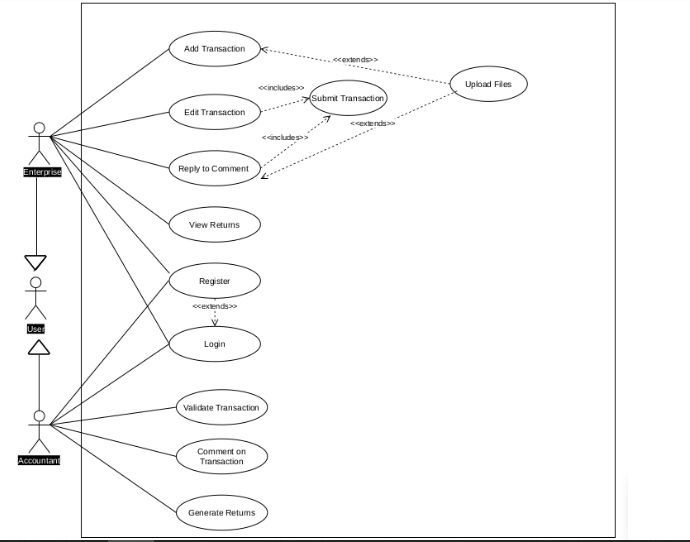 Add Transaction
<<extends>>
Upload Files
<<includes>>
Submit Transaction
Edit Transaction
<<extends>>
<<includes>>
Reply to Comment
Enterprise
View Returns
Register
<<extends>>
User
Login
Validate Transaction
Comment on
Transaction
Accountant
Generate Returns